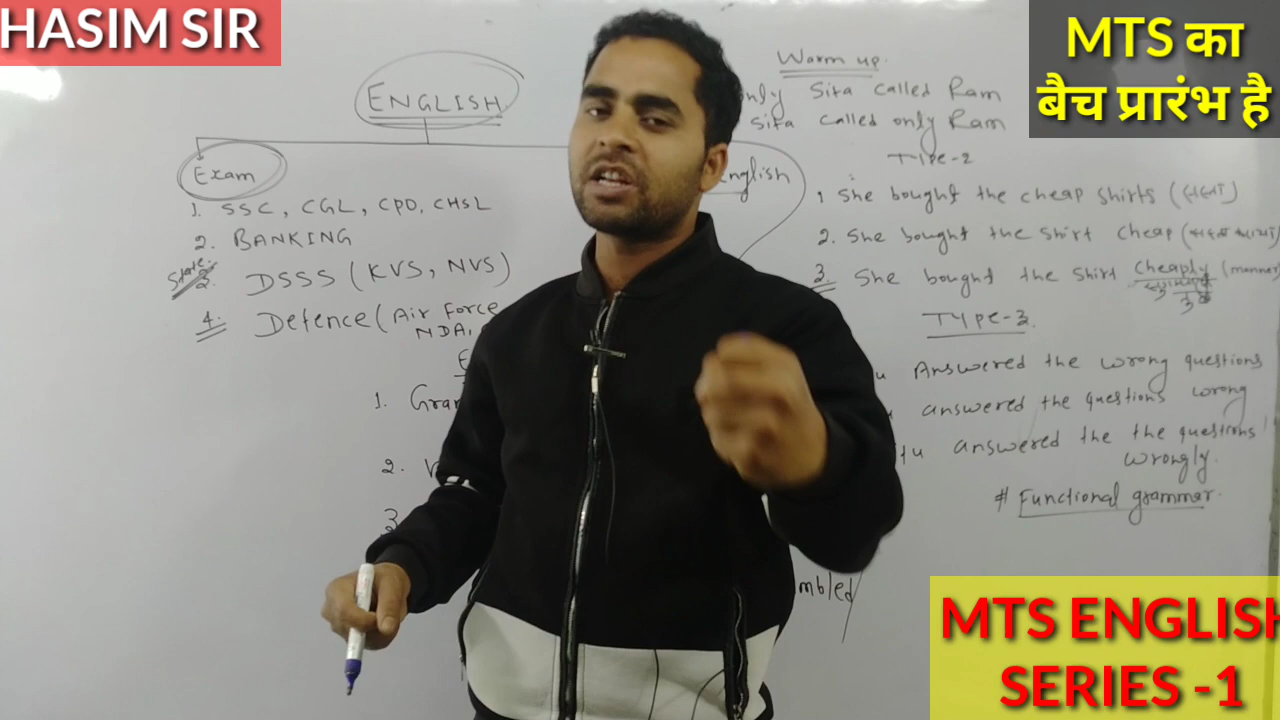 HASIM SIR
MTS का
बैच प्रारंभ है
ENGLISH
Exam
1. SSC, CGL, CPO, CHSL
2. BANKING
State
3. DSSS (KVS, NVS)
4. Defence (Air Force
NDA,
1. Gra
2.
3
English
Warm up.
only Sita called Ram
Sita called only Ram
TYPE-2
1 She bought the cheap shirts
2. She bought the shirt cheap
3. She bought the shirt cheaply (manner)
TYPE-3.
u Answered the wrong questions
u answered the questions wrong
tu answered the the questions
wrongly.
# Functional grammar.
mbled
MTS ENGLISH
SERIES -1